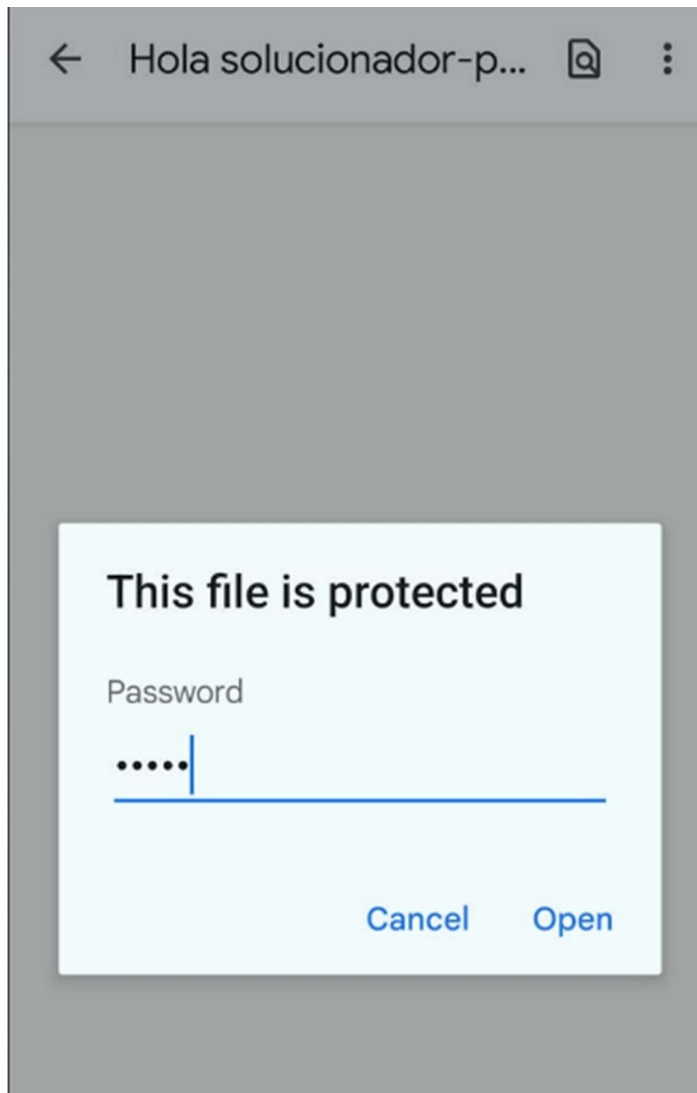 Hola solucionador-p...
This file is protected
Password
•••••
Cancel Open